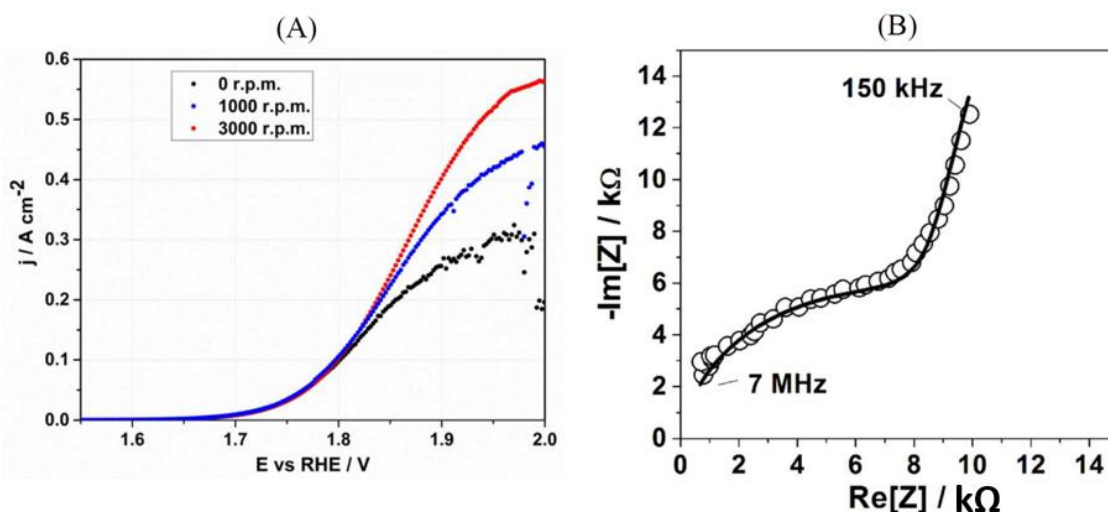 (A)
0.6
0.5
0.4
0.3
0.2
0.1
0.0
j / A cm-2
0 r.p.m.
1000 r.p.m.
3000 r.p.m.
1.6 1.7 1.8 1.9 2.0
E vs RHE / V
(B)
14
12
10
8
6
4
2
0
-Im[Z] / kΩ
150 kHz
7 MHz
0 2 4 6 8 10 12 14
Re[Z] / kΩ